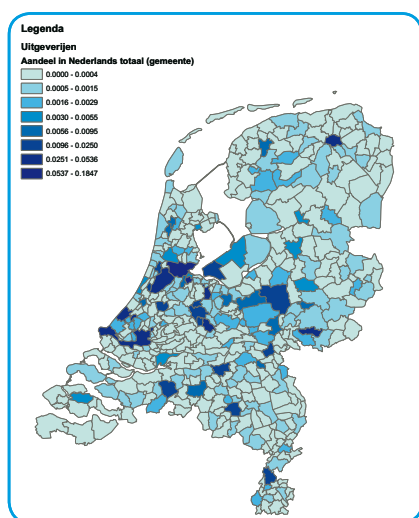 Legenda
Uitgeverijen
Aandeel in Nederlands totaal (gemeente)
0.0000 - 0.0004
0.0005 - 0.0015
0.0016 - 0.0029
0.0030 - 0.0055
0.0056 - 0.0095
0.0096 - 0.0250
0.0251 - 0.0536
0.0537 - 0.1847